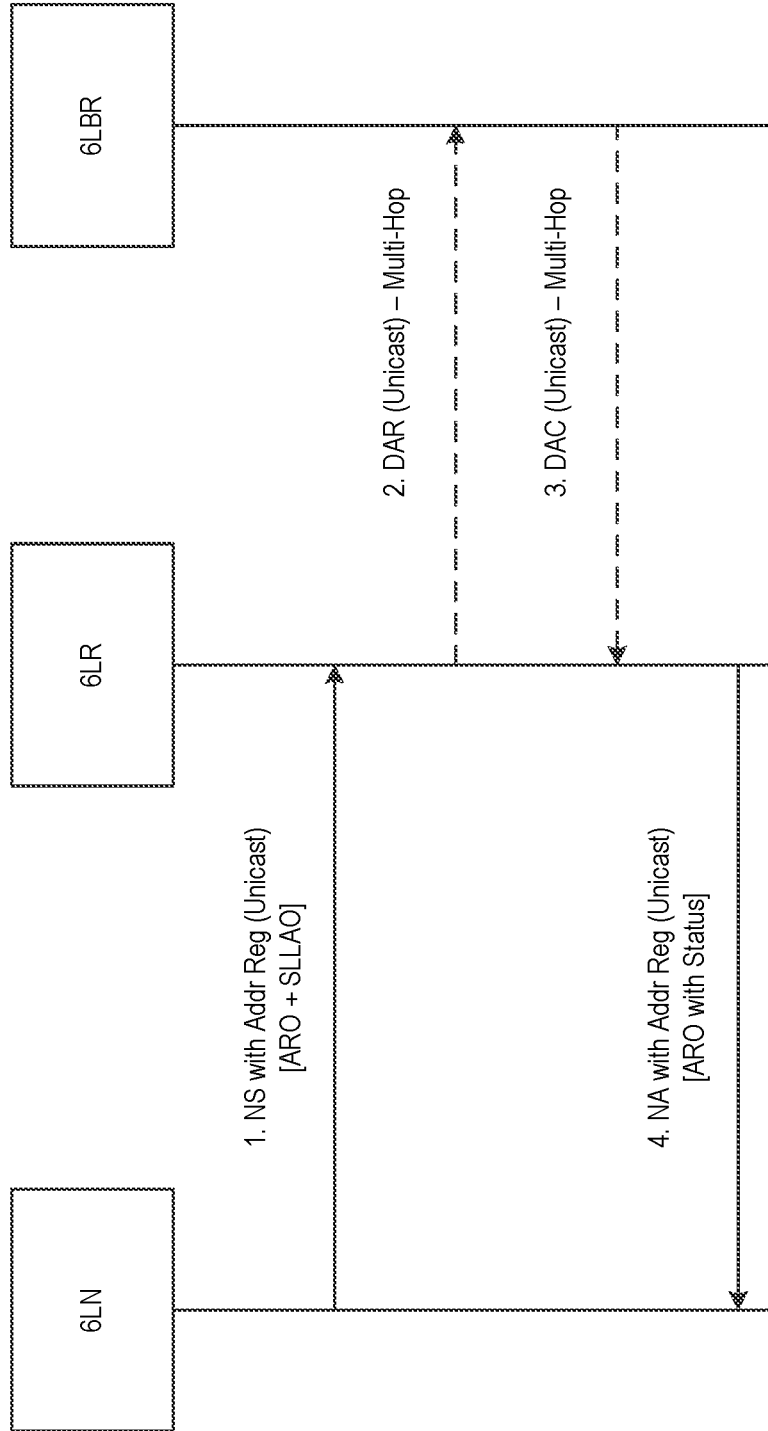 6LN
6LR
6LBR
1. NS with Addr Reg (Unicast)
[ARO + SLLAO]
2. DAR (Unicast) – Multi-Hop
3. DAC (Unicast) – Multi-Hop
4. NA with Addr Reg (Unicast)
[ARO with Status]